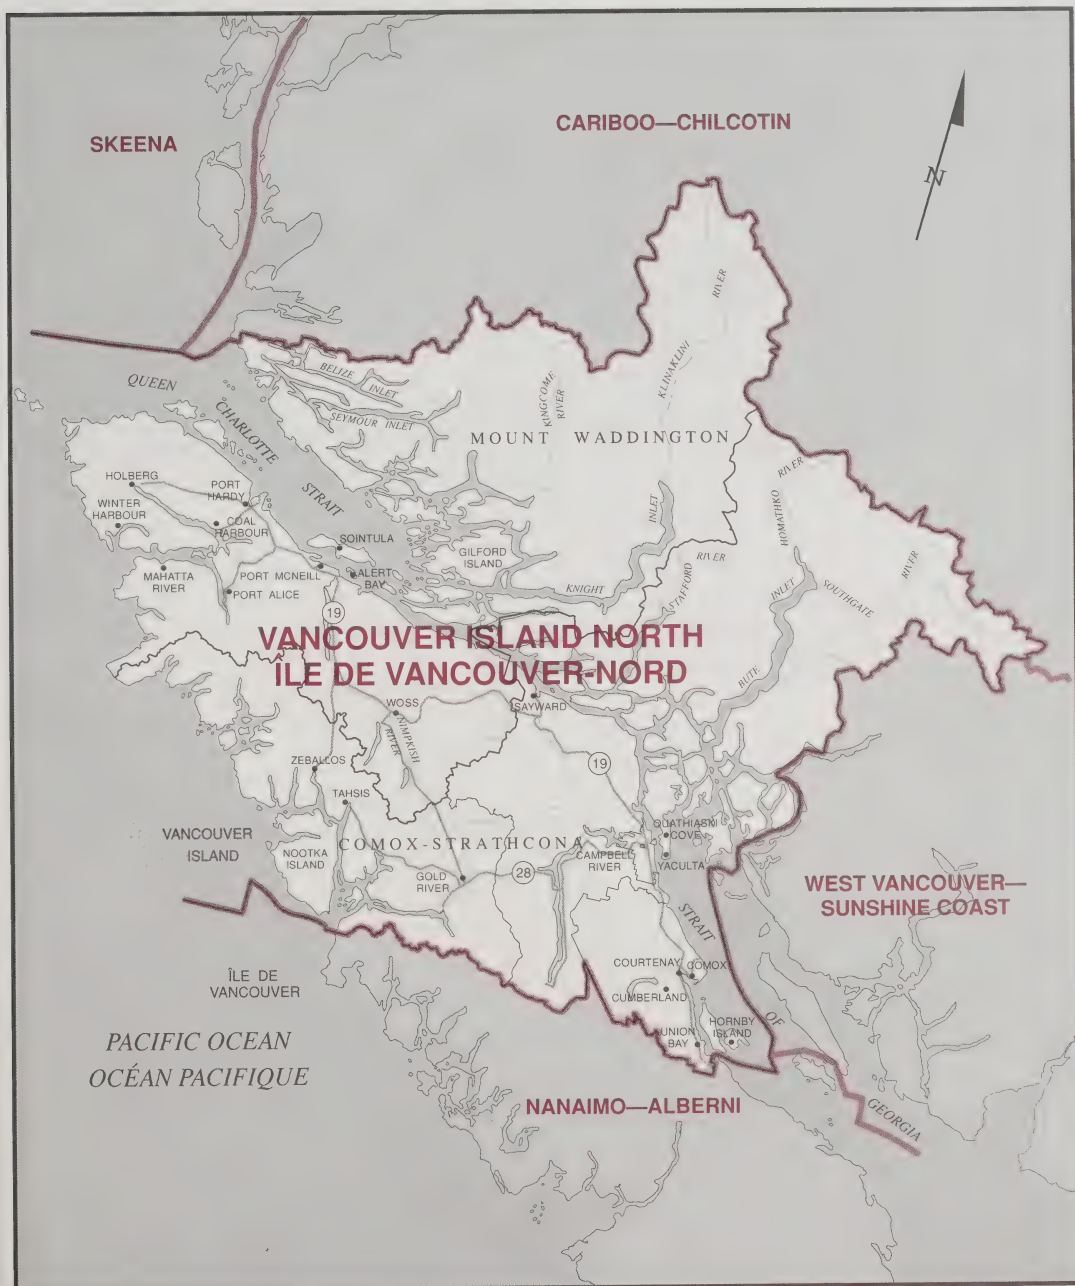 SKEENA
CARIBOO—CHILCOTIN
N
QUEEN
CHARLOTTE
STRAIT
BELIZE
INLET
SEYMOUR INLET
KINGCOME
RIVER
KLINAKLINI
RIVER
MOUNT WADDINGTON
HOLBERG
PORT
HARDY
WINTER
HARBOUR
COAL
HARBOUR
SOINTULA
GILFORD
ISLAND
INLET
KNIGHT
STAFFORD
RIVER
HOMATHKO
RIVER
INLET
BUTE
SOUTHGATE
RIVER
MAHATTA
RIVER
PORT MCNEILL
ALERT
BAY
PORT ALICE
19
VANCOUVER ISLAND NORTH
ÎLE DE VANCOUVER-NORD
WOSS
NIMPKISH
RIVER
SAYWARD
ZEBALLOS
19
TAHSIS
VANCOUVER
ISLAND
NOOTKA
ISLAND
COMOX-STRATHCONA
GOLD
RIVER
28
CAMPBELL
RIVER
QUATHIASKI
COVE
YACULTA
WEST VANCOUVER—
SUNSHINE COAST
STRAIT
OF
GEORGIA
COURTENAY
COMOX
CUMBERLAND
UNION
BAY
HORNBY
ISLAND
ÎLE DE
VANCOUVER
PACIFIC OCEAN
OCÉAN PACIFIQUE
NANAIMO—ALBERNI